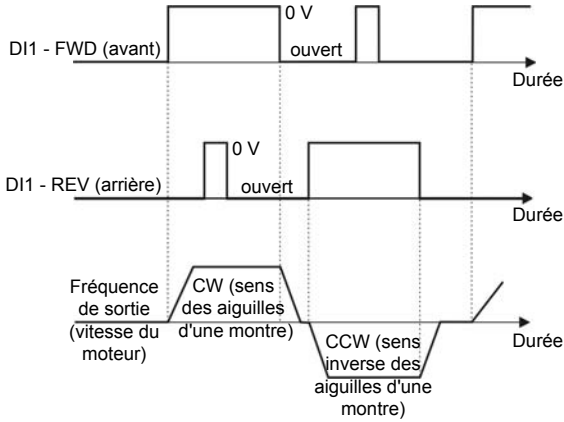 0 V
DI1 - FWD (avant)
ouvert
Durée
0 V
DI1 - REV (arrière)
ouvert
Durée
Fréquence
de sortie
(vitesse du
moteur)
CW (sens
des aiguilles
d'une montre)
CCW (sens
inverse des
aiguilles d'une
montre)
Durée